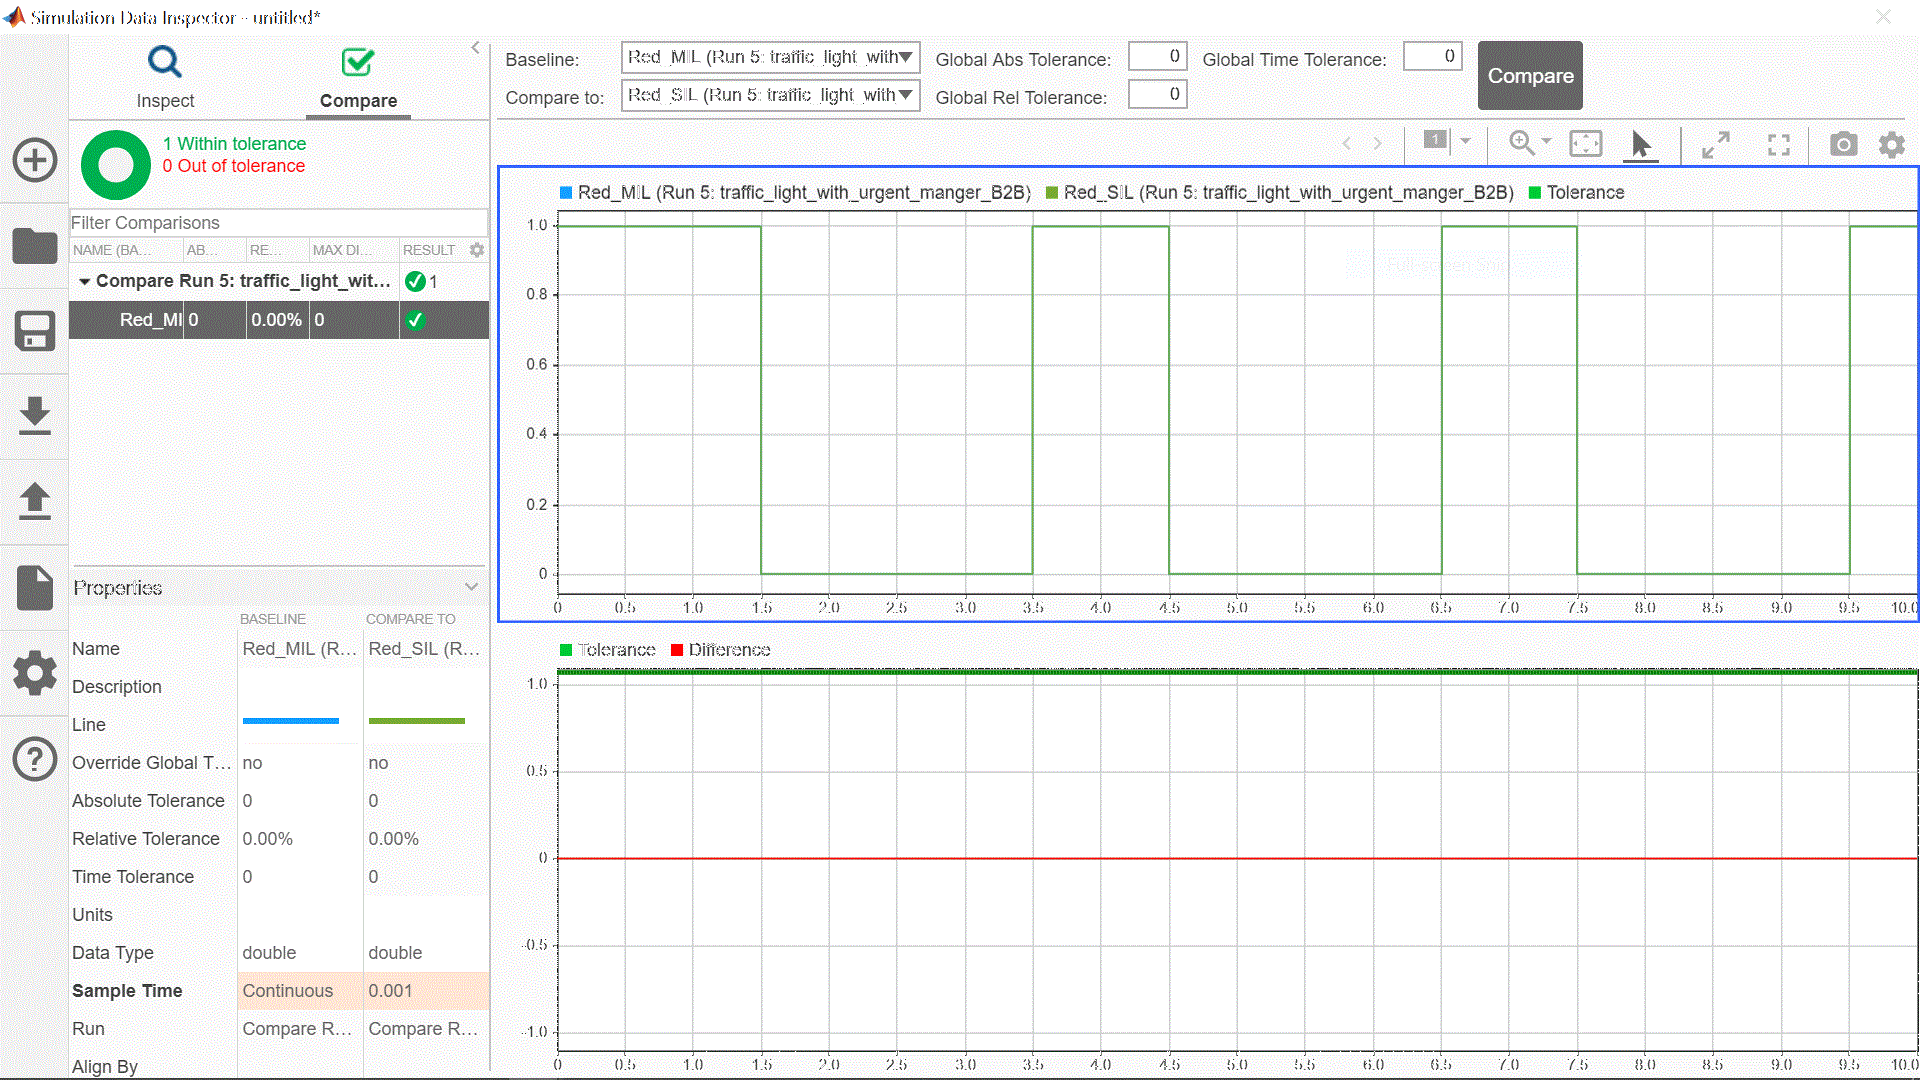 Simulation Data Inspector - untitled*
Inspect
Compare
Baseline:
Red_MIL (Run 5: traffic_light_with
Global Abs Tolerance:
0
Global Time Tolerance:
0
Compare
Compare to:
Red_SIL (Run 5: traffic_light_with
Global Rel Tolerance:
0
1 Within tolerance
0 Out of tolerance
1
Filter Comparisons
NAME (BA... AB... RE... MAX DI... RESULT
Compare Run 5: traffic_light_wit... 1
Red_MI 0 0.00% 0
Red_MIL (Run 5: traffic_light_with_urgent_manger_B2B) Red_SIL (Run 5: traffic_light_with_urgent_manger_B2B) Tolerance
1.0
0.8
0.6
0.4
0.2
0
0 0.5 1.0 1.5 2.0 2.5 3.0 3.5 4.0 4.5 5.0 5.5 6.0 6.5 7.0 7.5 8.0 8.5 9.0 9.5 10.0
Properties
BASELINE COMPARE TO
Name Red_MIL (R... Red_SIL (R...
Description
Line
Override Global T... no no
Absolute Tolerance 0 0
Relative Tolerance 0.00% 0.00%
Time Tolerance 0 0
Units
Data Type double double
Sample Time Continuous 0.001
Run Compare R... Compare R...
Align By
Tolerance Difference
1.0
0.5
0
-0.5
-1.0
0 0.5 1.0 1.5 2.0 2.5 3.0 3.5 4.0 4.5 5.0 5.5 6.0 6.5 7.0 7.5 8.0 8.5 9.0 9.5 10.0